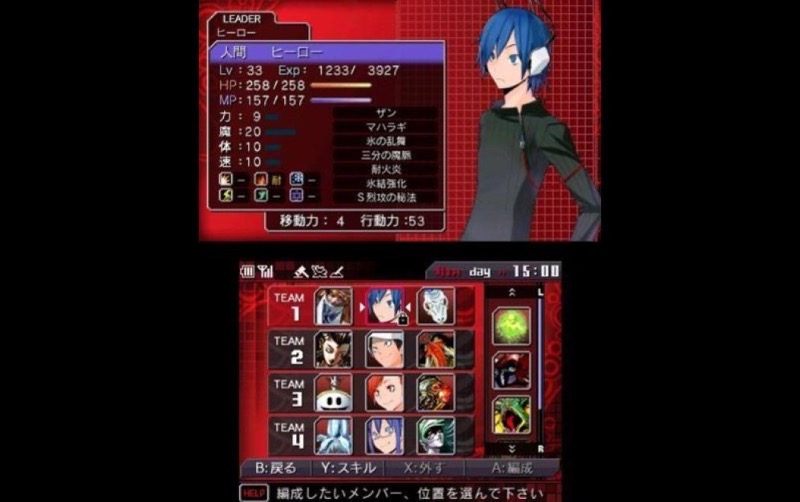 LEADER
ヒーロー
人間 ヒーロー
Lv:33 Exp: 1233/ 3927
HP:258/258
MP:157/157
力: 9
魔:20
体:10
速:10
耐
ザン
マハラギ
氷の乱舞
三分の魔脈
耐火炎
氷結強化
S烈攻の秘法
移動力: 4 行動力:53
day 15:00
TEAM
1
TEAM
2
TEAM
3
TEAM
4
L
R
B:戻る Y:スキル X:外す A:編成
HELP 編成したいメンバー、位置を選んで下さい